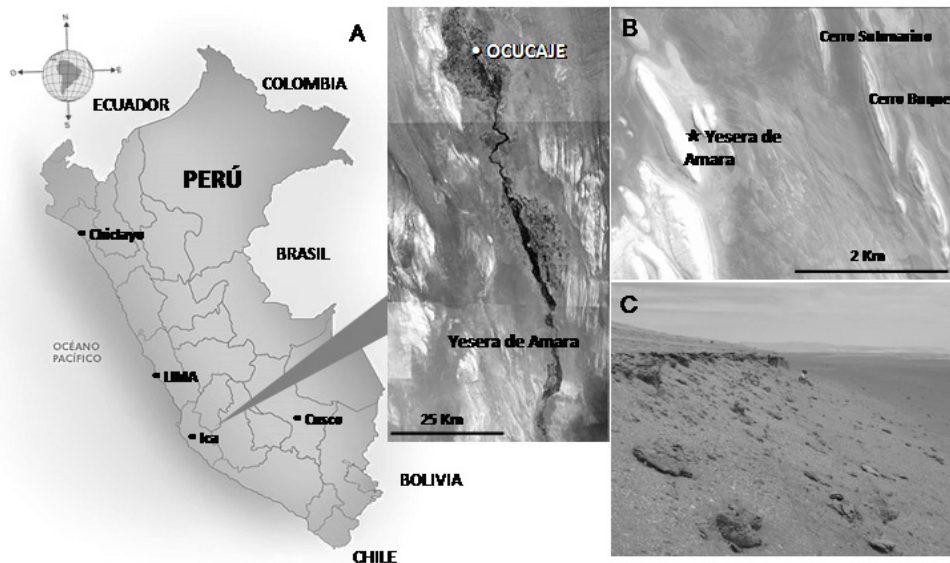 A
N
O
E
S
ECUADOR
COLOMBIA
PERÚ
Chiclayo
BRASIL
OCÉANO
PACÍFICO
LIMA
Ica
Cusco
BOLIVIA
CHILE
OCUCAJE
Yesera de Amara
25 Km
B
Cerro Submarino
Cerro Buque
★ Yesera de
Amara
2 Km
C